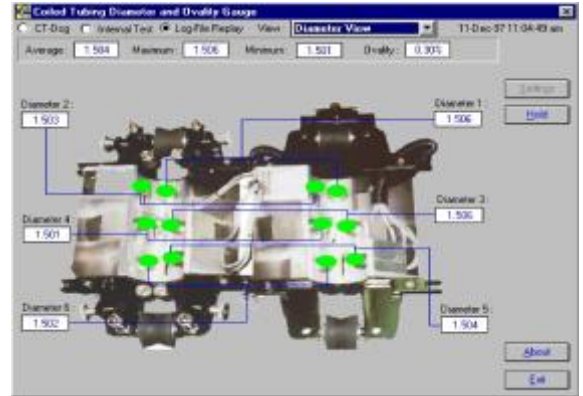 Coiled Tubing Diameter and Ovality Gauge
CT-Dog Internal Test Log-File Replay View Diameter View 11-Dec-97 11:04:49 am
Average: 1.504 Maximum: 1.506 Minimum: 1.501 Ovality: 0.30%
Settings
Diameter 2: Diameter 1:
1.503 1.506
Hold
Diameter 3:
Diameter 4 1.506
1.501
Diameter 6: Diameter 5:
1.502 1.504
About
Exit